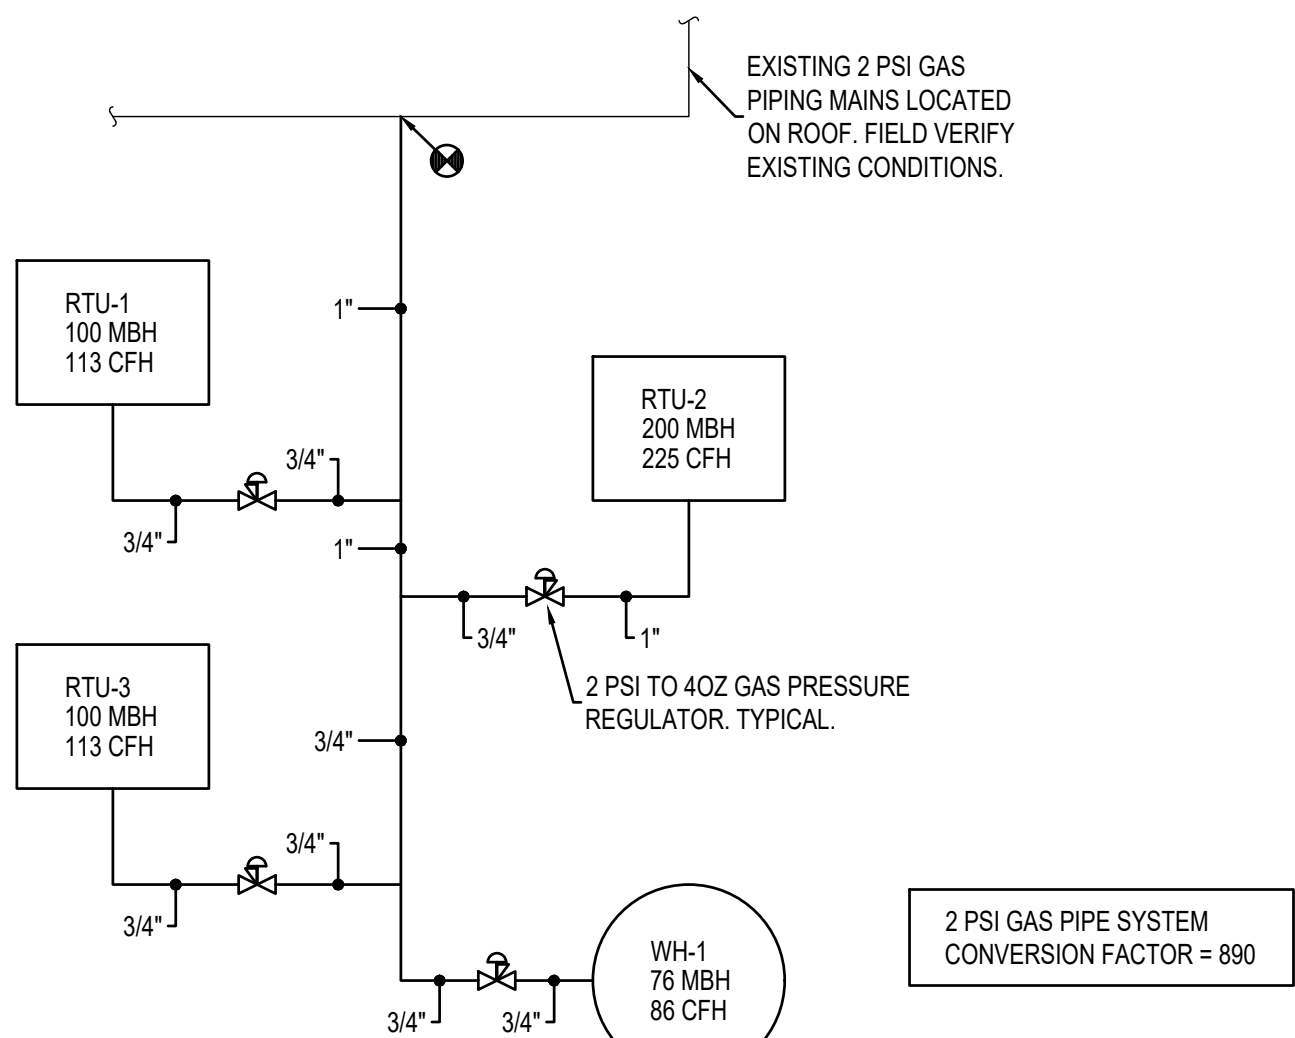 EXISTING 2 PSI GAS
PIPING MAINS LOCATED
ON ROOF. FIELD VERIFY
EXISTING CONDITIONS.
RTU-1
100 MBH
113 CFH
1"
RTU-2
200 MBH
225 CFH
3/4"
3/4"
1"
3/4"
1"
2 PSI TO 4OZ GAS PRESSURE
REGULATOR. TYPICAL.
RTU-3
100 MBH
113 CFH
3/4"
3/4"
3/4"
WH-1
76 MBH
86 CFH
3/4"
3/4"
2 PSI GAS PIPE SYSTEM
CONVERSION FACTOR = 890